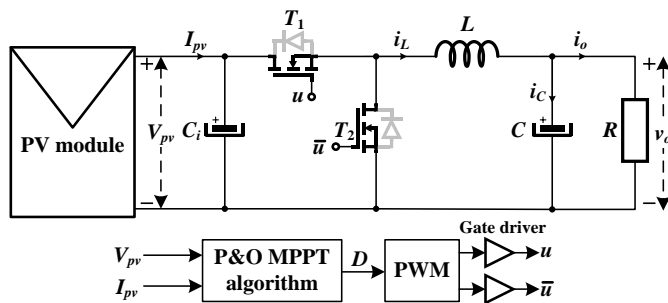 I_pv
T_1
i_L
L
i_o
+
+
+
+
u
i_C
PV module
V_pv
C_i
T_2
u̅
C
R
v_o
−
−
Gate driver
V_pv
I_pv
P&O MPPT
algorithm
D
PWM
u
u̅